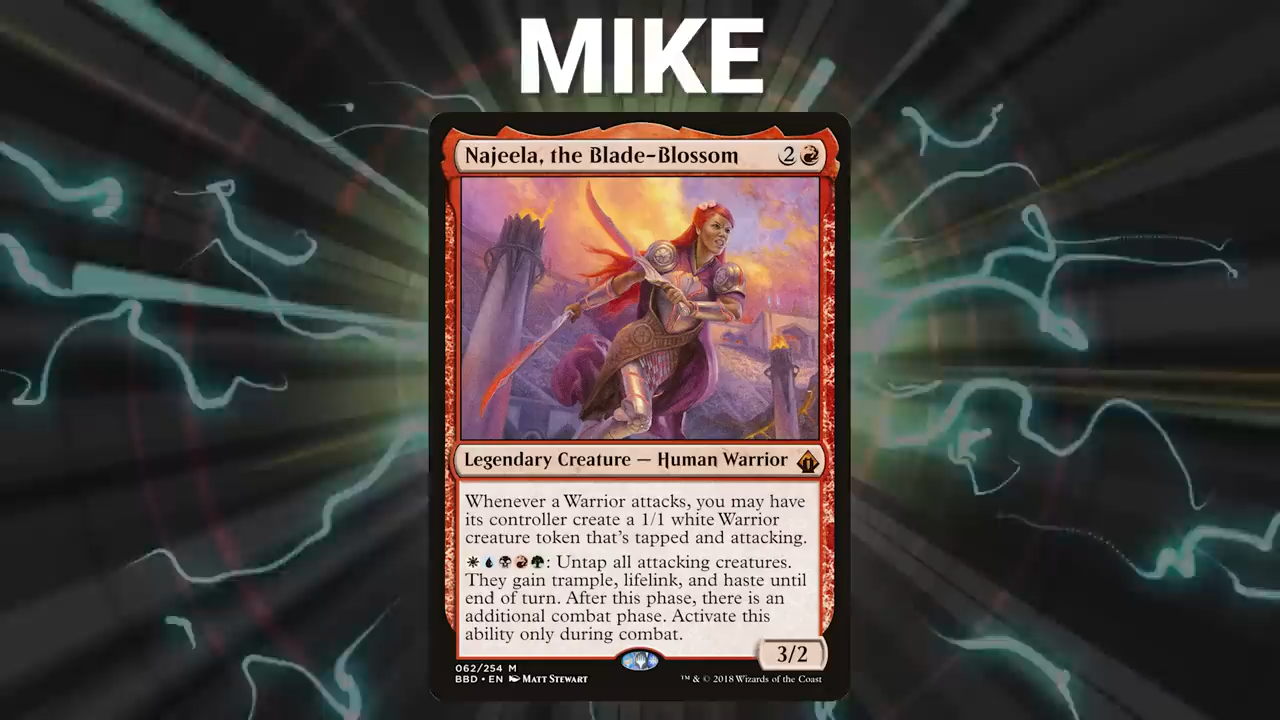 MIKE
Najeela, the Blade-Blossom 2
Legendary Creature — Human Warrior
Whenever a Warrior attacks, you may have
its controller create a 1/1 white Warrior
creature token that's tapped and attacking.
: Untap all attacking creatures.
They gain trample, lifelink, and haste until
end of turn. After this phase, there is an
additional combat phase. Activate this
ability only during combat.
3/2
062/254 M
BBD • EN Matt Stewart
™ & © 2018 Wizards of the Coast